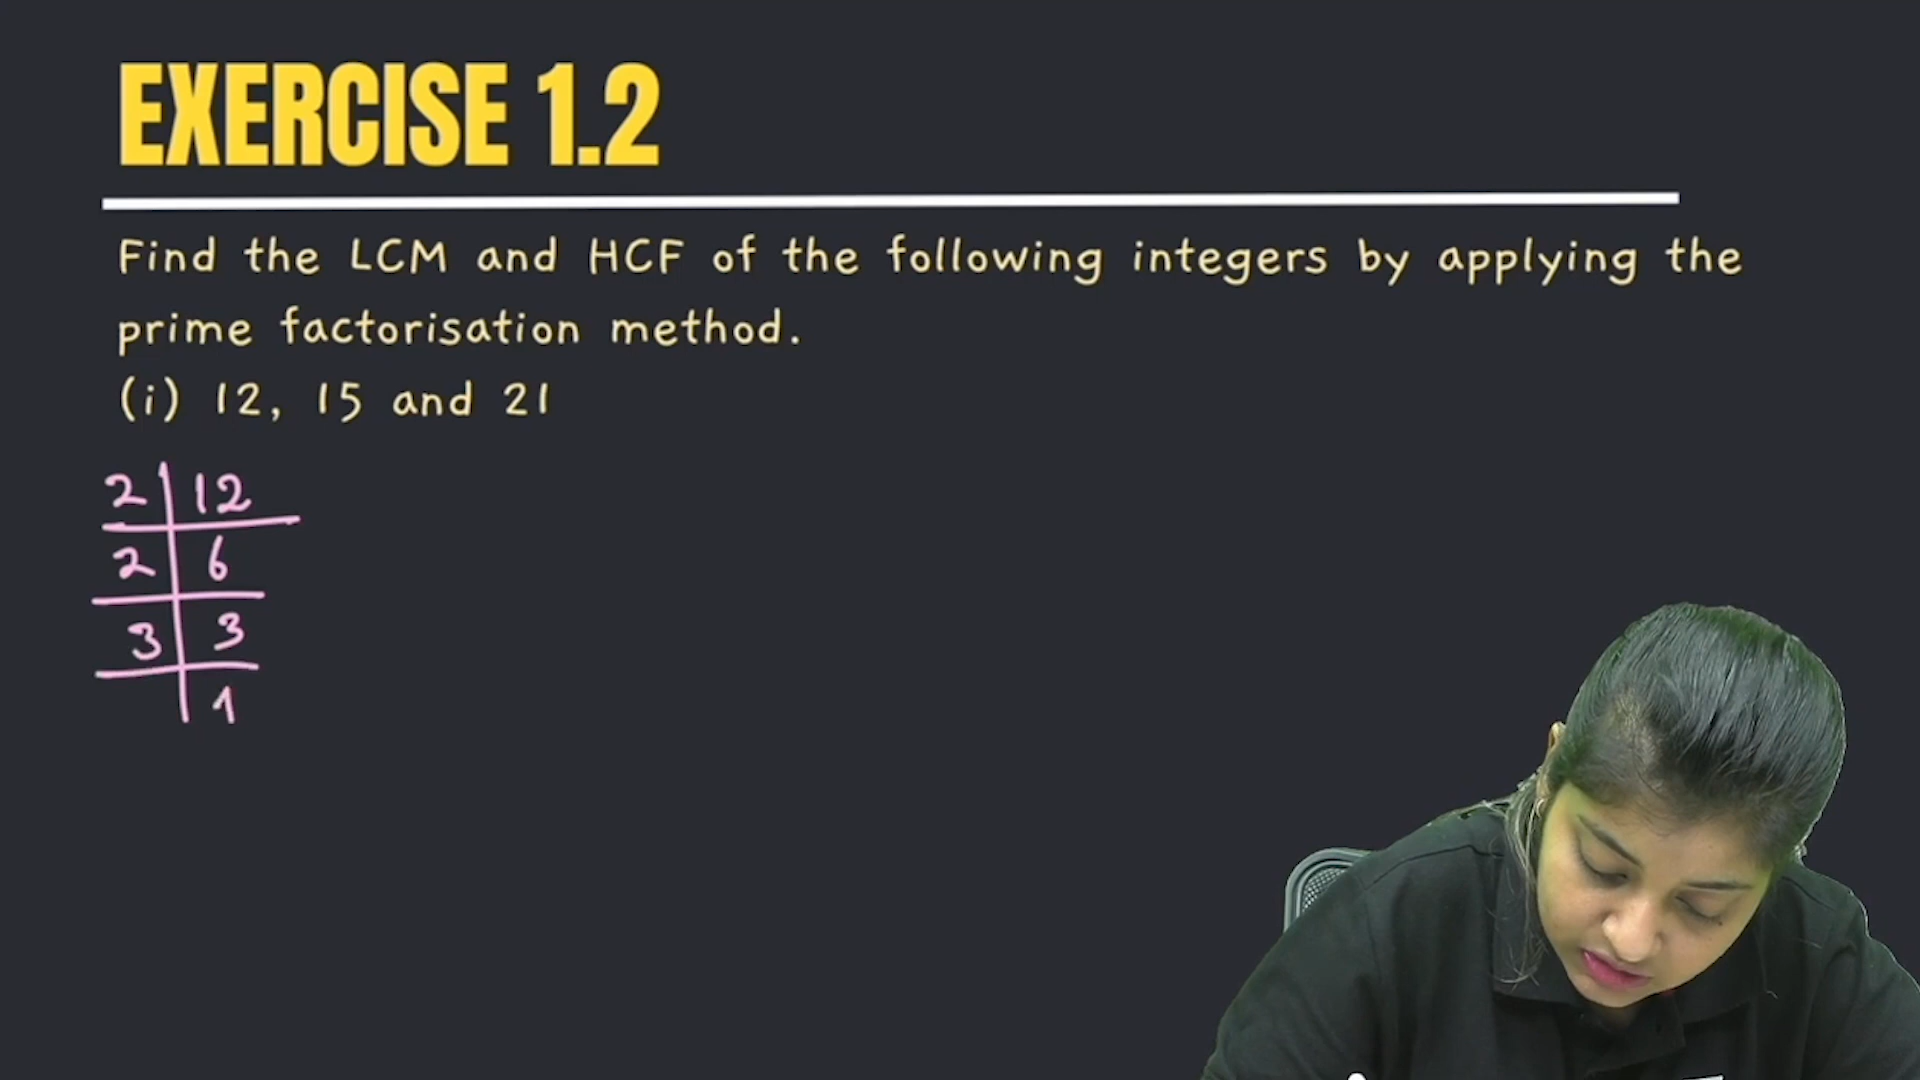 EXERCISE 1.2
Find the LCM and HCF of the following integers by applying the
prime factorisation method.
(i) 12, 15 and 21
2 12
2 6
3 3
1